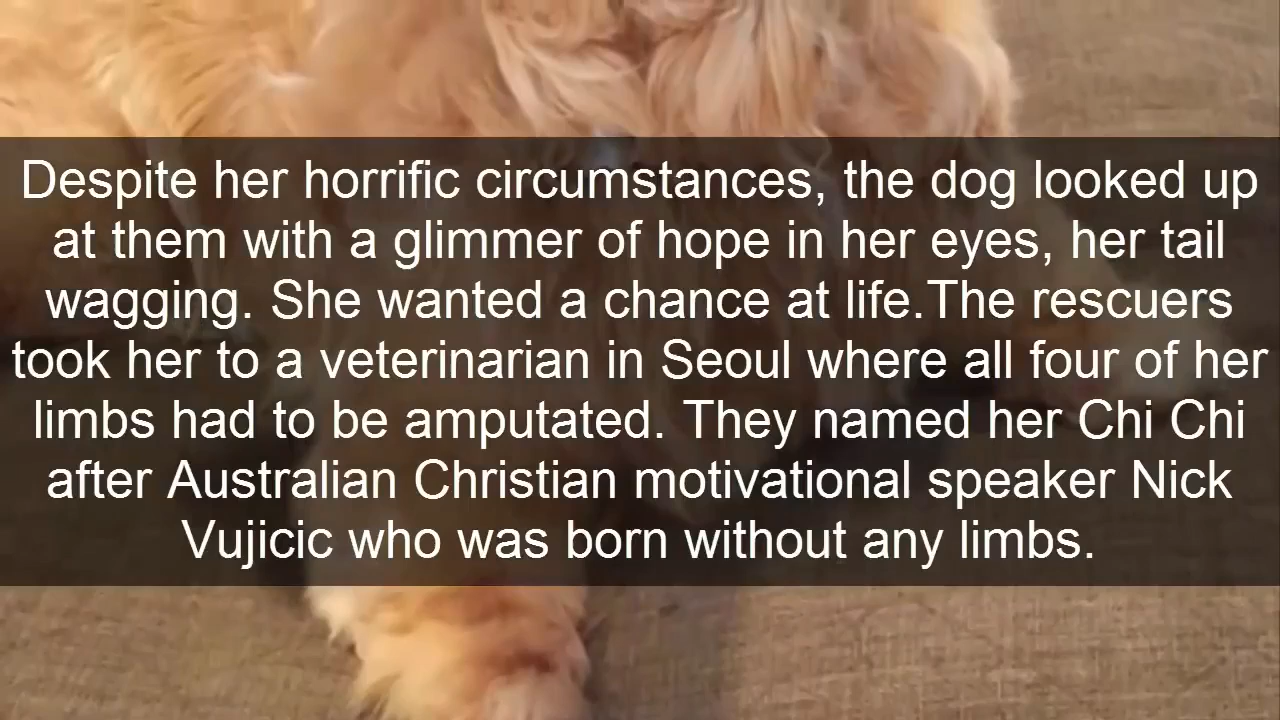 Despite her horrific circumstances, the dog looked up
at them with a glimmer of hope in her eyes, her tail
wagging. She wanted a chance at life.The rescuers
took her to a veterinarian in Seoul where all four of her
limbs had to be amputated. They named her Chi Chi
after Australian Christian motivational speaker Nick
Vujicic who was born without any limbs.